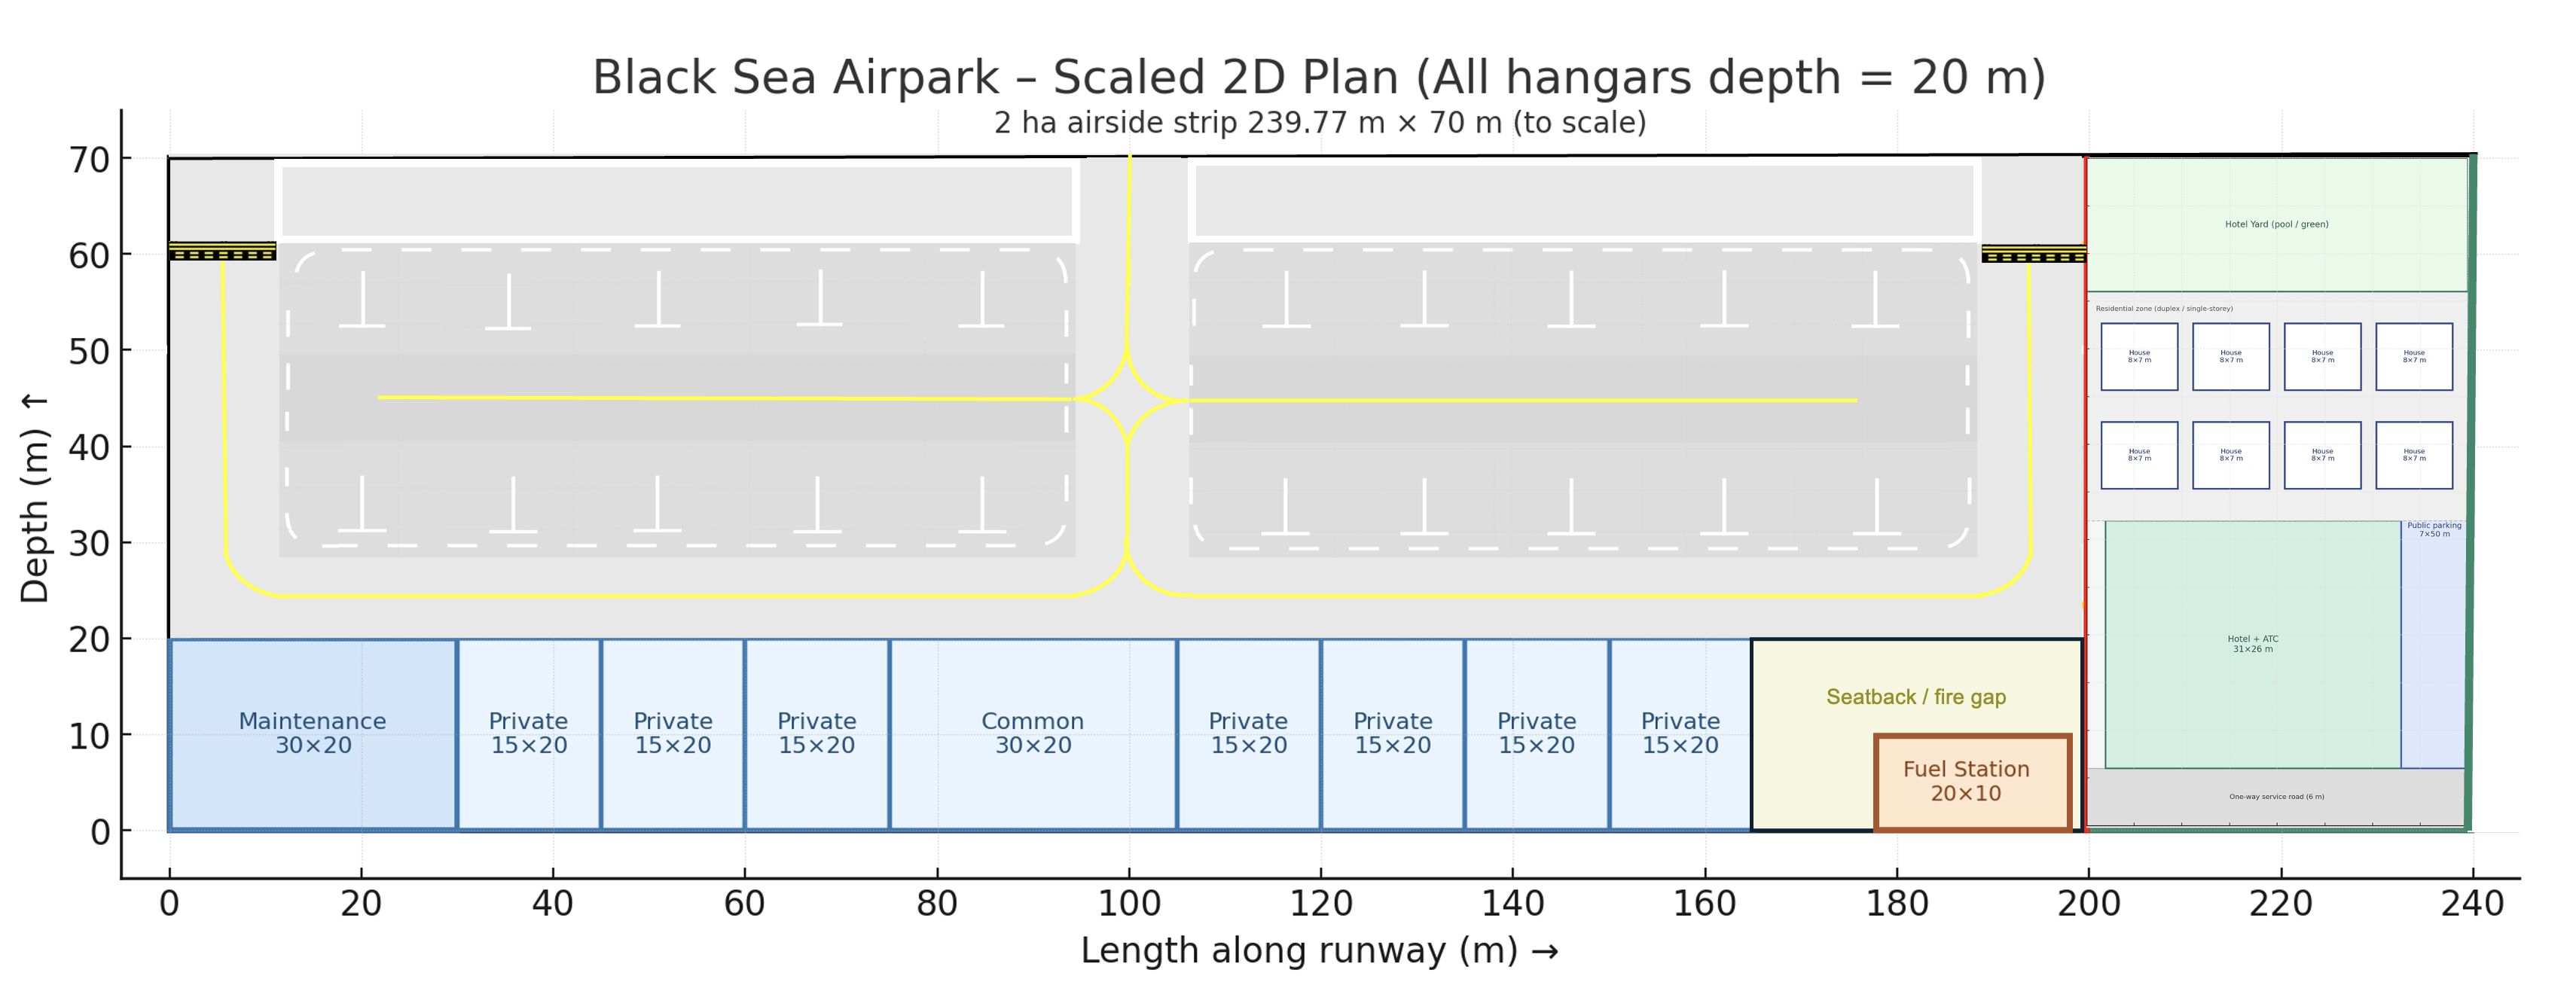 Black Sea Airpark – Scaled 2D Plan (All hangars depth = 20 m)
2 ha airside strip 239.77 m × 70 m (to scale)
Depth (m) ↑
70
60
50
40
30
20
10
0
Hotel Yard (pool / green)
Residential zone (duplex / single-storey)
House
8×7 m
House
8×7 m
House
8×7 m
House
8×7 m
House
8×7 m
House
8×7 m
House
8×7 m
House
8×7 m
Public parking
7×50 m
Hotel + ATC
31×26 m
One-way service road (6 m)
Maintenance
30×20
Private
15×20
Private
15×20
Private
15×20
Common
30×20
Private
15×20
Private
15×20
Private
15×20
Private
15×20
Seatback / fire gap
Fuel Station
20×10
0
20
40
60
80
100
120
140
160
180
200
220
240
Length along runway (m) →